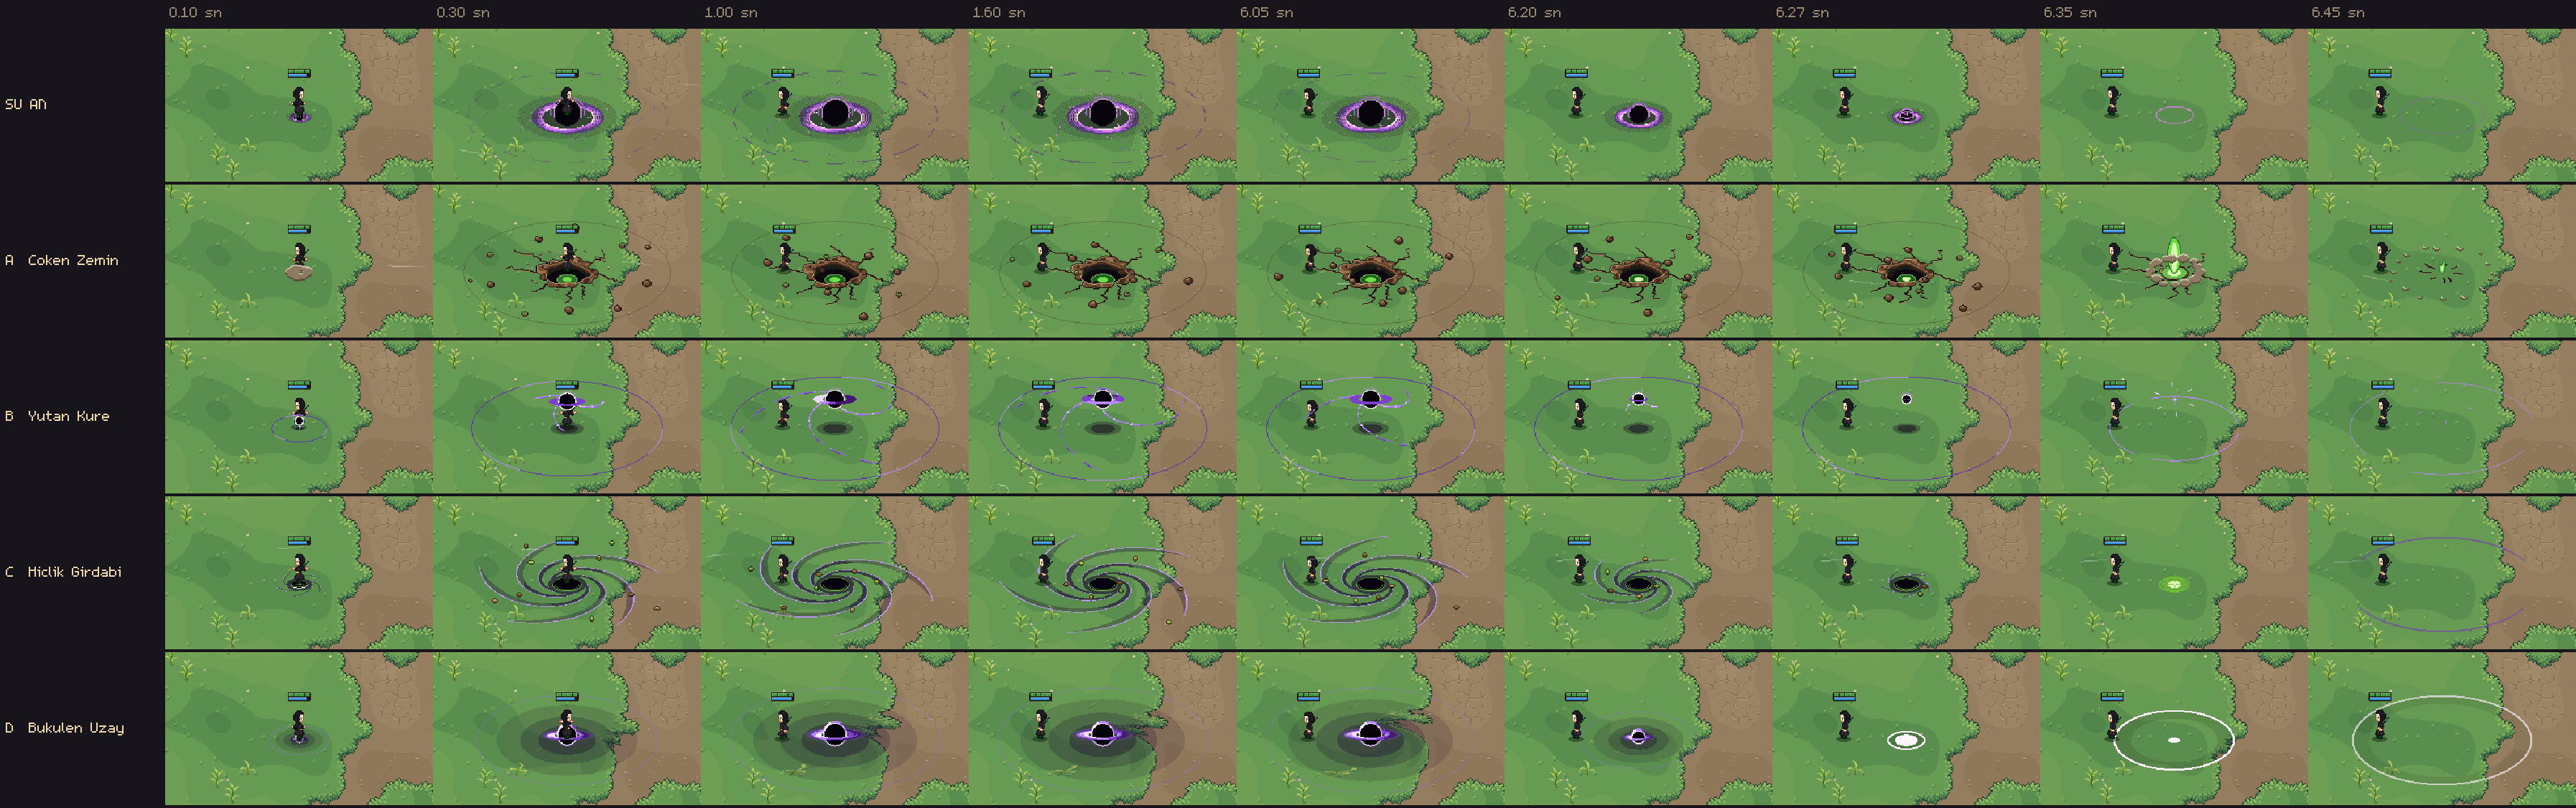 0.10 sn 0.30 sn 1.00 sn 1.60 sn 6.05 sn 6.20 sn 6.27 sn 6.35 sn 6.45 sn
SU AN
A Coken Zemin
B Yutan Kure
C Hiclik Girdabi
D Bukulen Uzay